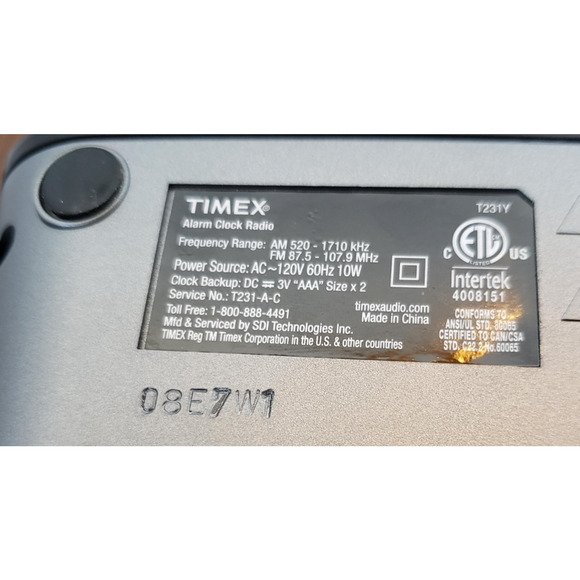 TIMEX® T231Y
Alarm Clock Radio
Frequency Range: AM 520 - 1710 kHz
FM 87.5 - 107.9 MHz
Power Source: AC~120V 60Hz 10W
Clock Backup: DC ⎓ 3V "AAA" Size x 2
Service No.: T231-A-C
Toll Free: 1-800-888-4491
Mfd & Serviced by SDI Technologies Inc.
TIMEX Reg TM Timex Corporation in the U.S. & other countries
timexaudio.com
Made in China
C ETL US
LISTED
Intertek
4008151
CONFORMS TO
ANSI/UL STD. 60065
CERTIFIED TO CAN/CSA
STD. C22.2 No.60065
08E7W1